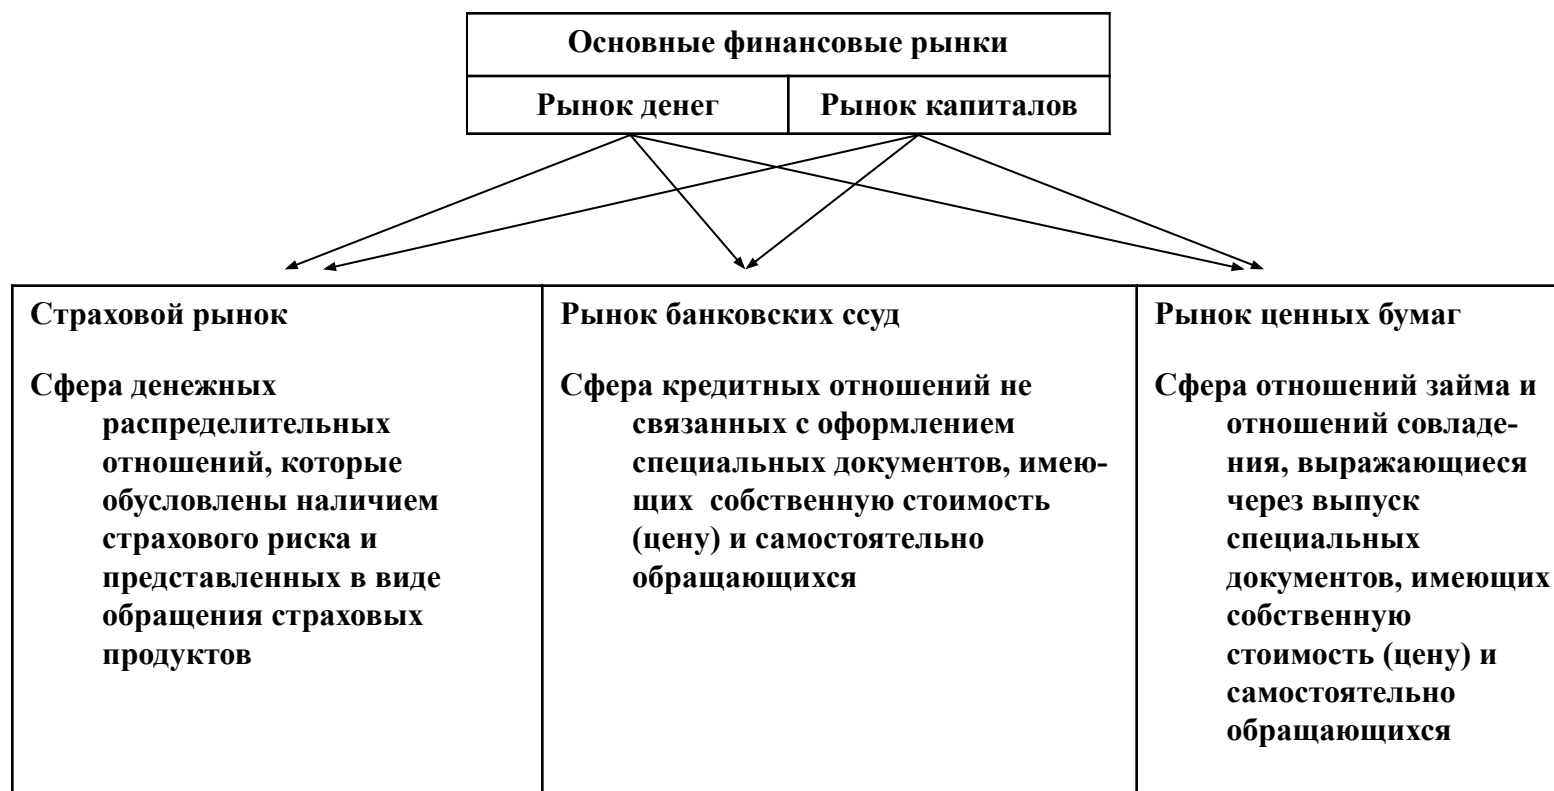 Основные финансовые рынки
Рынок денег
Рынок капиталов
Страховой рынок
Сфера денежных
распределительных
отношений, которые
обусловлены наличием
страхового риска и
представленных в виде
обращения страховых
продуктов
Рынок банковских ссуд
Сфера кредитных отношений не
связанных с оформлением
специальных документов, имею-
щих собственную стоимость
(цену) и самостоятельно
обращающихся
Рынок ценных бумаг
Сфера отношений займа и
отношений совладе-
ния, выражающиеся
через выпуск
специальных
документов, имеющих
собственную
стоимость (цену) и
самостоятельно
обращающихся